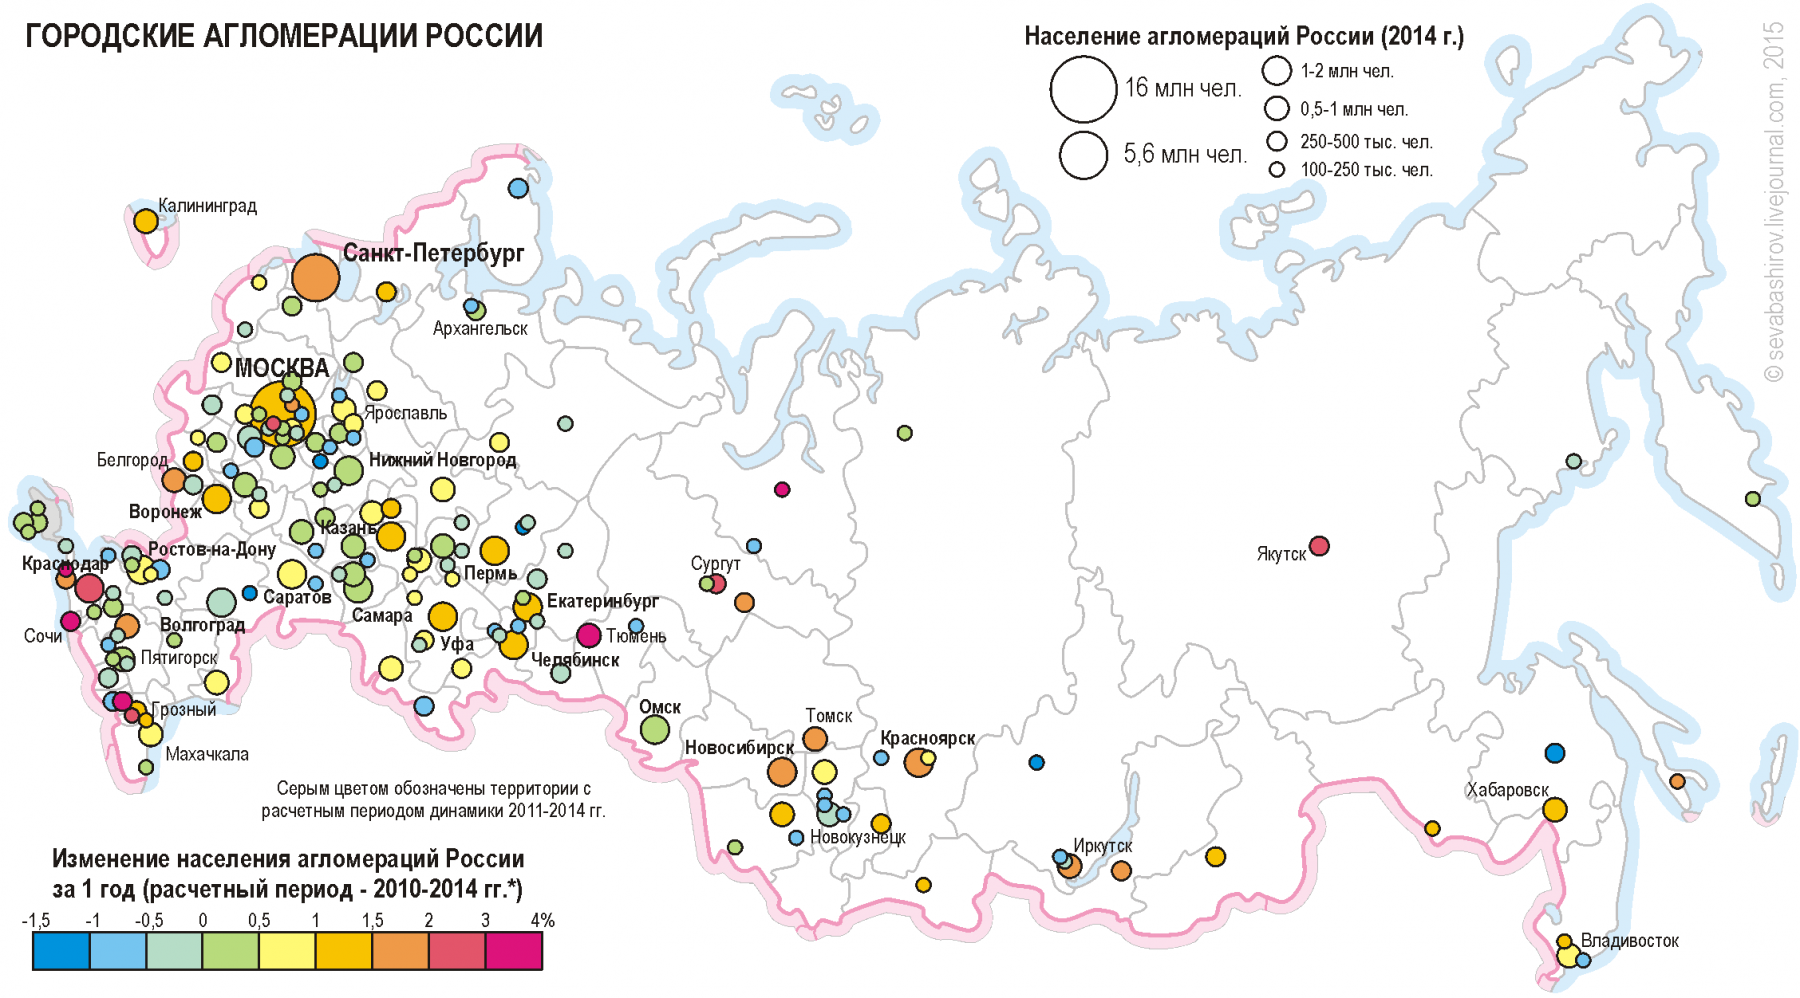 ГОРОДСКИЕ АГЛОМЕРАЦИИ РОССИИ
Население агломераций России (2014 г.)
16 млн чел.
5,6 млн чел.
1-2 млн чел.
0,5-1 млн чел.
250-500 тыс. чел.
100-250 тыс. чел.
© sevabashirov.livejournal.com, 2015
Калининград
Санкт-Петербург
Архангельск
МОСКВА
Ярославль
Белгород
Нижний Новгород
Воронеж
Казань
Ростов-на-Дону
Краснодар
Пермь
Сургут
Якутск
Саратов
Самара
Екатеринбург
Волгоград
Сочи
Уфа
Тюмень
Пятигорск
Челябинск
Грозный
Омск
Томск
Махачкала
Новосибирск
Красноярск
Хабаровск
Новокузнецк
Иркутск
Владивосток
Серым цветом обозначены территории с
расчетным периодом динамики 2011-2014 гг.
Изменение населения агломераций России
за 1 год (расчетный период - 2010-2014 гг.*)
-1,5 -1 -0,5 0 0,5 1 1,5 2 3 4%